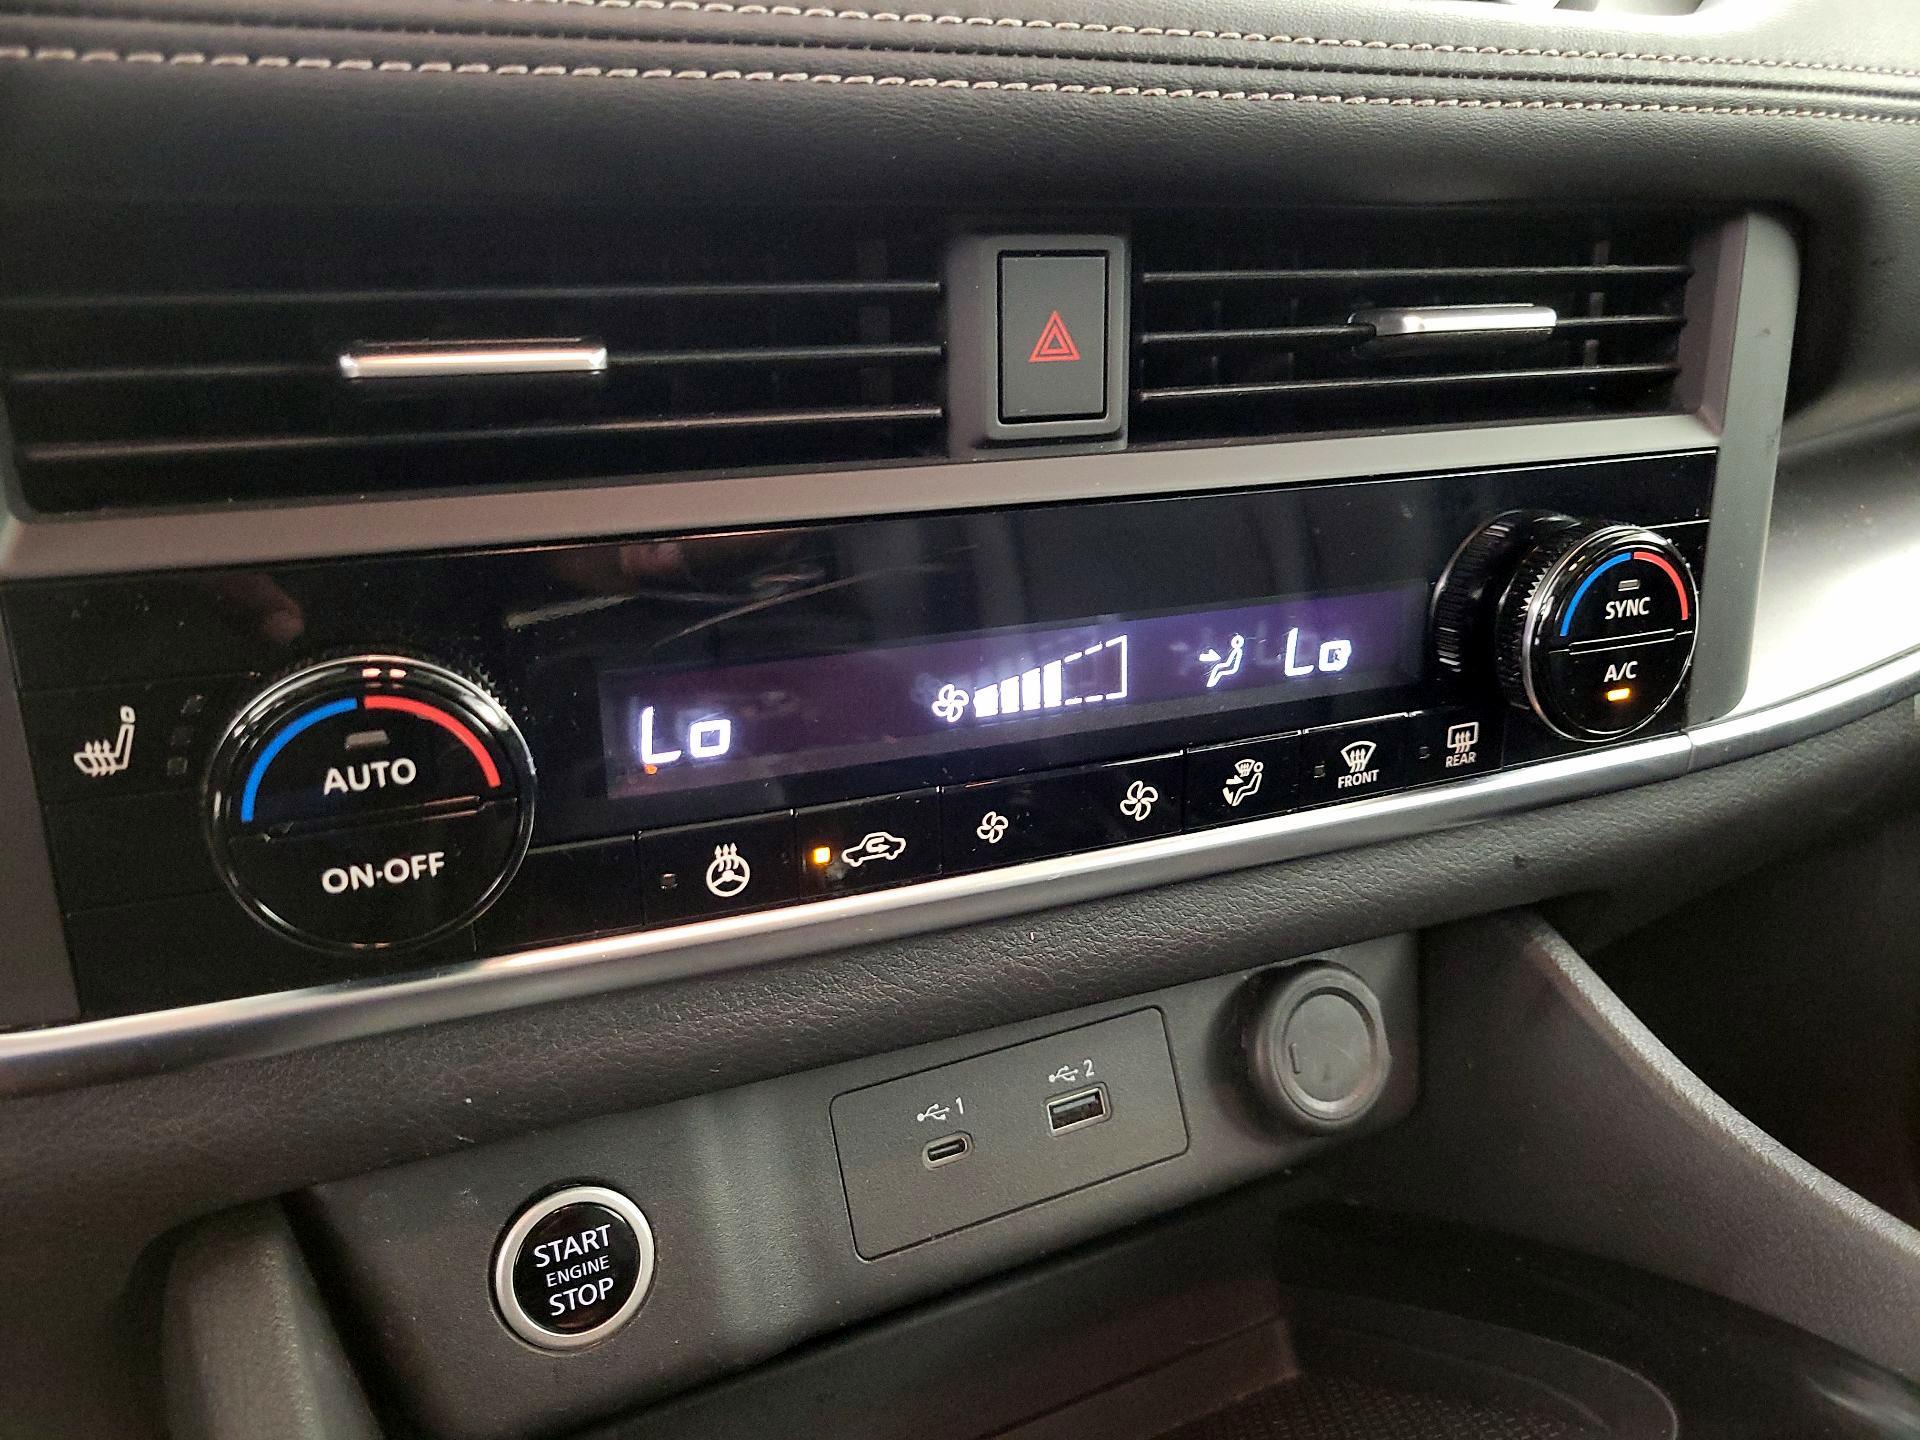 SYNC
A/C
Lo
Lo
AUTO
ON·OFF
FRONT
REAR
1
2
START
ENGINE
STOP